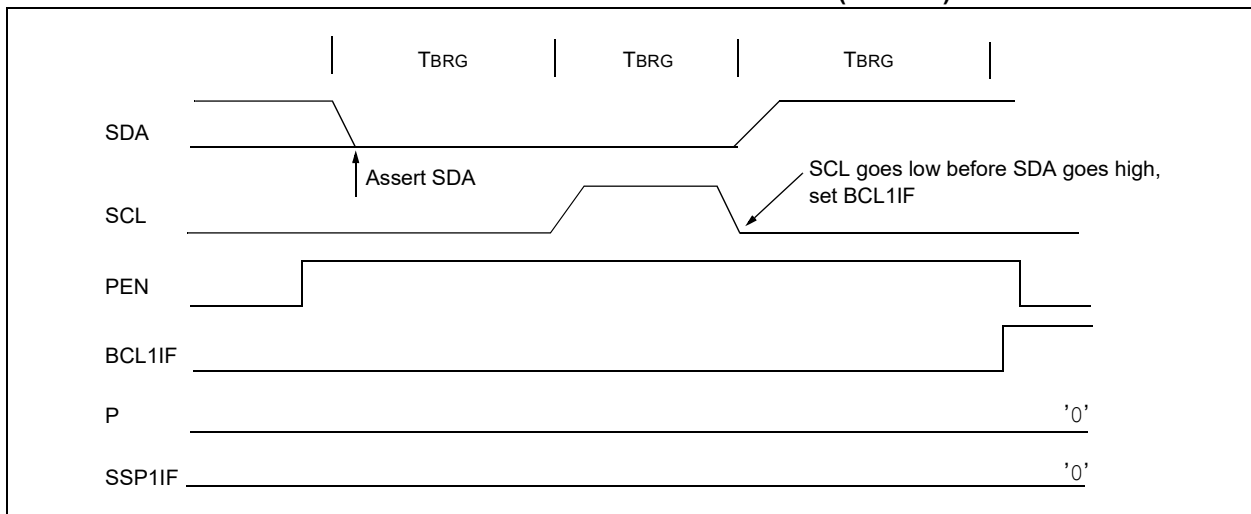 TBRG TBRG TBRG
SDA
Assert SDA
SCL goes low before SDA goes high,
set BCL1IF
SCL
PEN
BCL1IF
P '0'
SSP1IF '0'